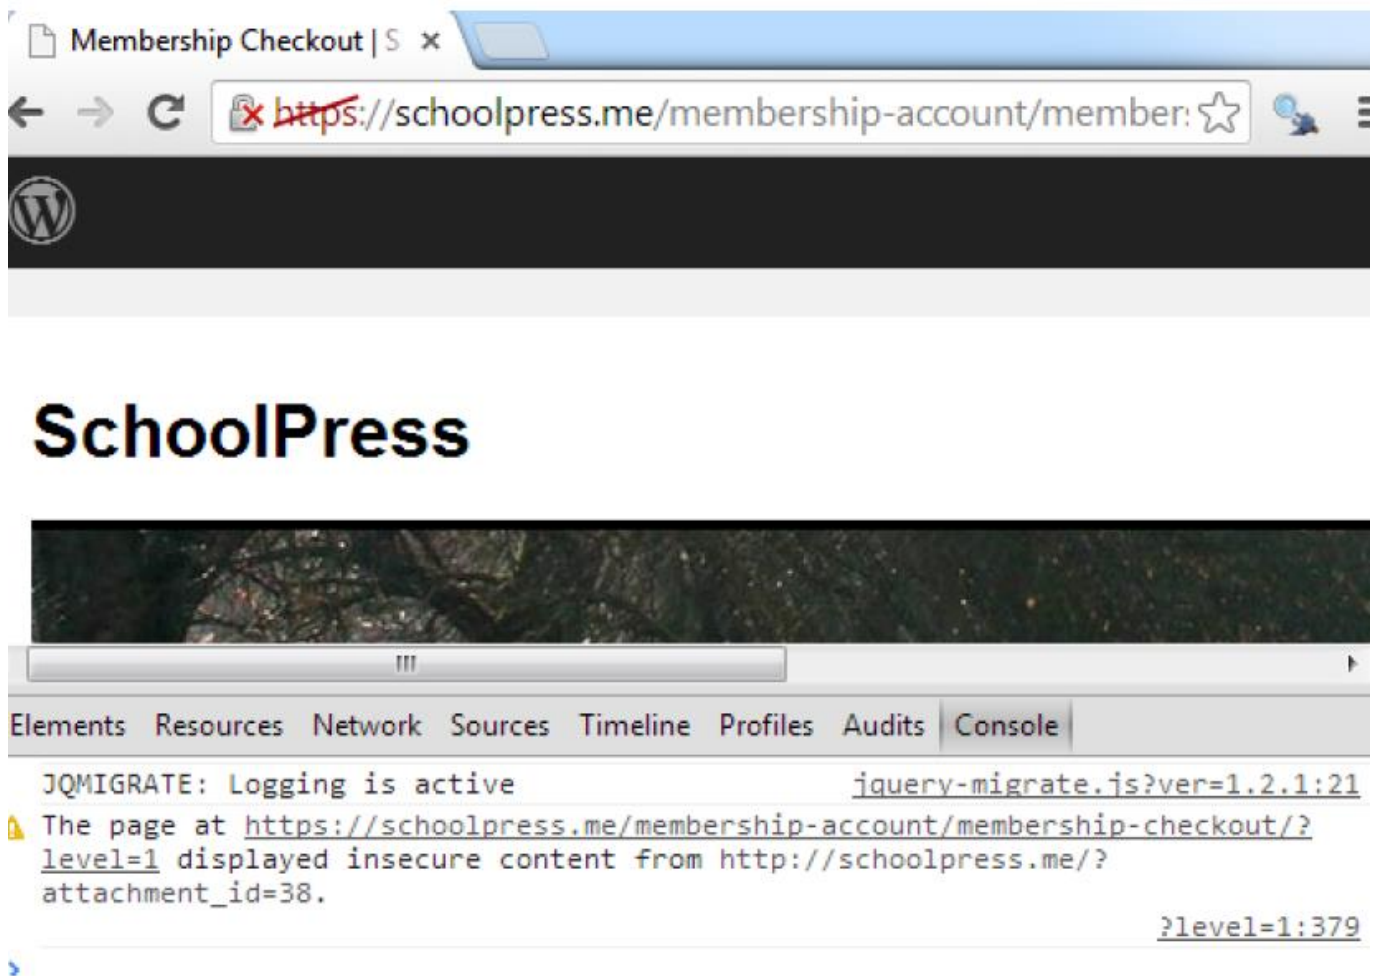 Membership Checkout | S
https://schoolpress.me/membership-account/member
SchoolPress
Elements Resources Network Sources Timeline Profiles Audits Console
JQMIGRATE: Logging is active jquery-migrate.js?ver=1.2.1:21
The page at https://schoolpress.me/membership-account/membership-checkout/?
level=1 displayed insecure content from http://schoolpress.me/?
attachment_id=38.
?level=1:379